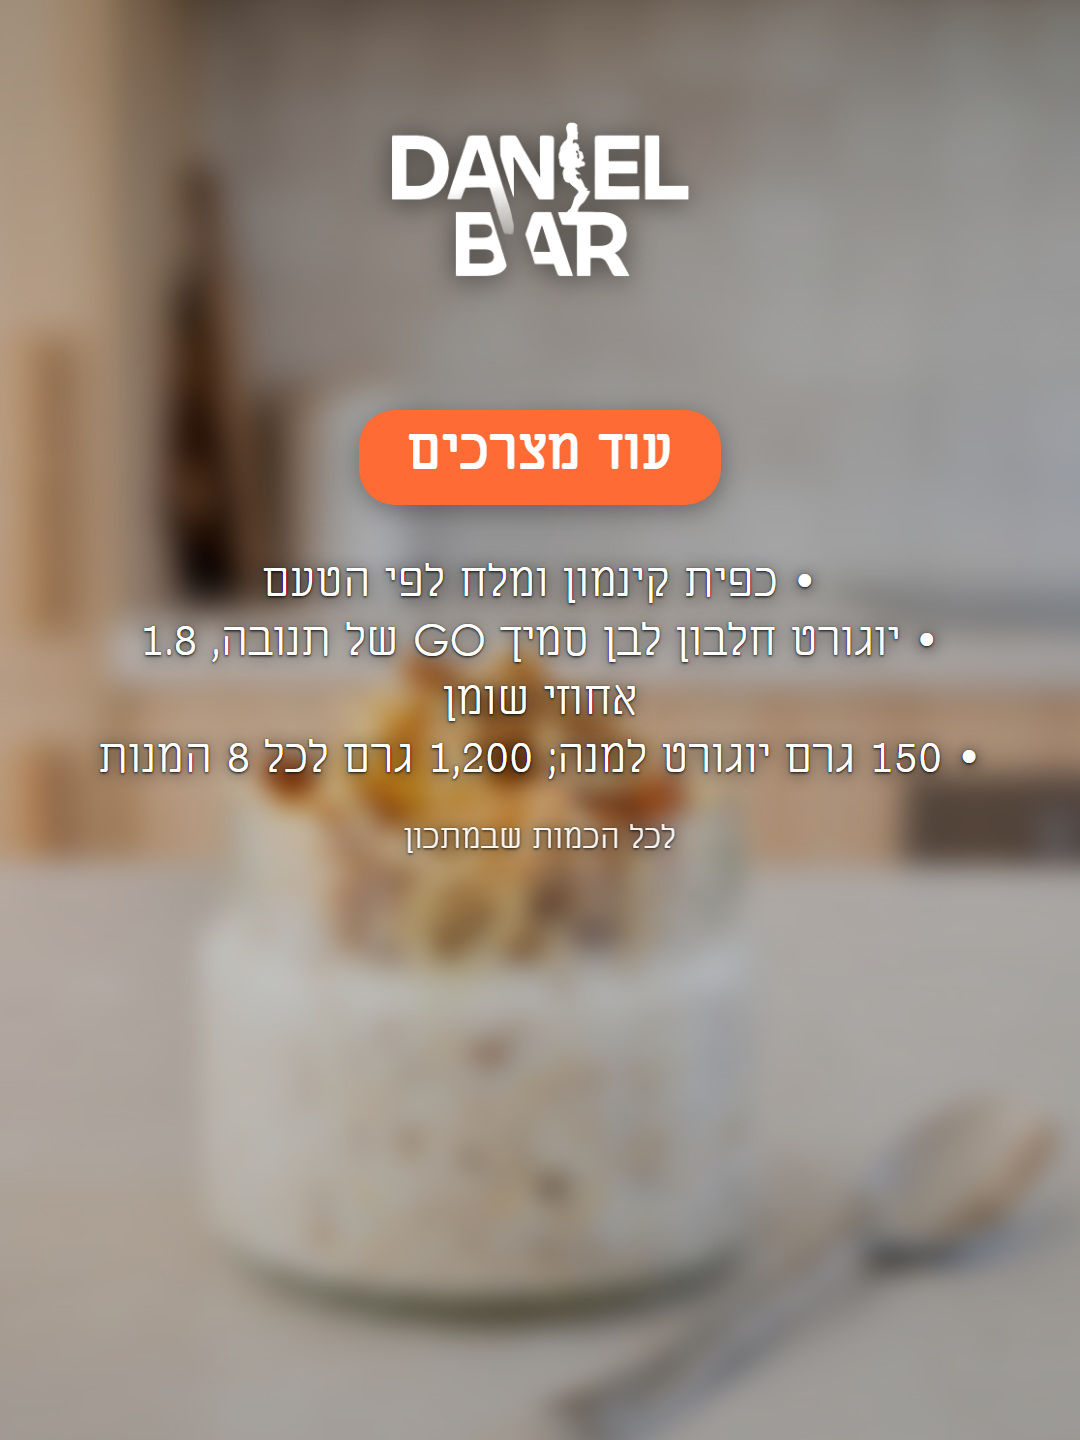 DANIEL
BAR
עוד מצרכים
• כפית קינמון ומלח לפי הטעם
• יוגורט חלבון לבן סמיך GO של תנובה, 1.8
אחוזי שומן
• 150 גרם יוגורט למנה; 1,200 גרם לכל 8 המנות
לכל הכמות שבמתכון